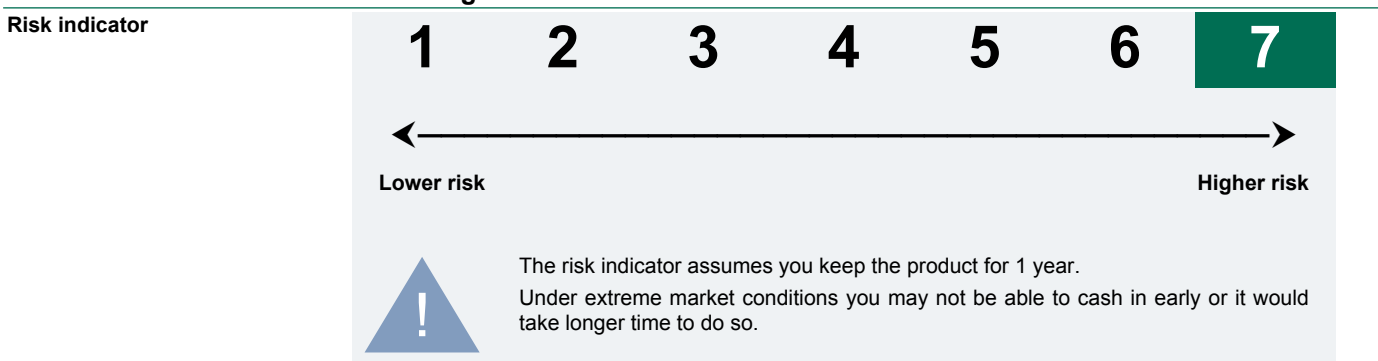 Risk indicator
1 2 3 4 5 6 7
Lower risk Higher risk
!
The risk indicator assumes you keep the product for 1 year.
Under extreme market conditions you may not be able to cash in early or it would
take longer time to do so.